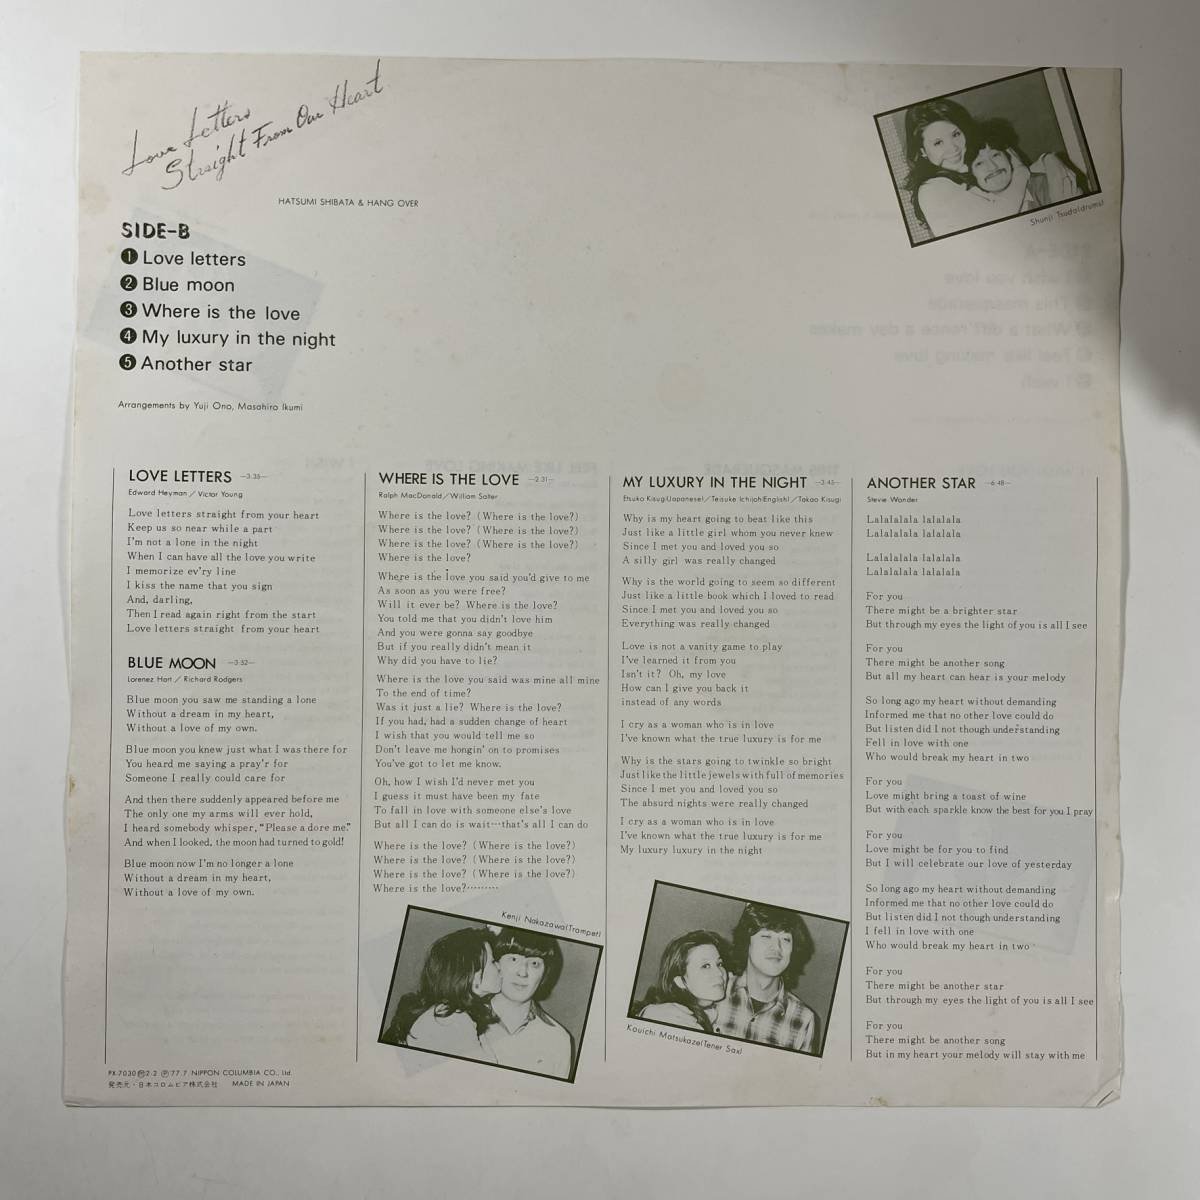 Love Letters
Straight From Our Heart
HATSUMI SHIBATA & HANG OVER
SIDE-B
❶ Love letters
❷ Blue moon
❸ Where is the love
❹ My luxury in the night
❺ Another star
Arrangements by Yuji Ono, Masahiro Ikumi
Shunji Tsuda(drums)
LOVE LETTERS —3:35—
Edward Heyman / Victor Young
Love letters straight from your heart
Keep us so near while a part
I'm not a lone in the night
When I can have all the love you write
I memorize ev'ry line
I kiss the name that you sign
And, darling,
Then I read again right from the start
Love letters straight from your heart
BLUE MOON —3:52—
Lorenez Hart / Richard Rodgers
Blue moon you saw me standing a lone
Without a dream in my heart,
Without a love of my own.
Blue moon you knew just what I was there for
You heard me saying a pray'r for
Someone I really could care for
And then there suddenly appeared before me
The only one my arms will ever hold,
I heard somebody whisper, "Please a dore me."
And when I looked, the moon had turned to gold!
Blue moon now I'm no longer a lone
Without a dream in my heart,
Without a love of my own.
WHERE IS THE LOVE —2:31—
Ralph MacDonald / William Salter
Where is the love? (Where is the love?)
Where is the love? (Where is the love?)
Where is the love? (Where is the love?)
Where is the love?
Where is the love you said you'd give to me
As soon as you were free?
Will it ever be? Where is the love?
You told me that you didn't love him
And you were gonna say goodbye
But if you really didn't mean it
Why did you have to lie?
Where is the love you said was mine all mine
To the end of time?
Was it just a lie? Where is the love?
If you had, had a sudden change of heart
I wish that you would tell me so
Don't leave me hongin' on to promises
You've got to let me know.
Oh, how I wish I'd never met you
I guess it must have been my fate
To fall in love with someone else's love
But all I can do is wait…that's all I can do
Where is the love? (Where is the love?)
Where is the love? (Where is the love?)
Where is the love? (Where is the love?)
Where is the love?………
Kenji Nakazawa(Trampet)
MY LUXURY IN THE NIGHT —3:45—
Etsuko Kisugi(Japanese) / Teisuke Ichijoh(English) / Takao Kisugi
Why is my heart going to beat like this
Just like a little girl whom you never knew
Since I met you and loved you so
A silly girl was really changed
Why is the world going to seem so different
Just like a little book which I loved to read
Since I met you and loved you so
Everything was really changed
Love is not a vanity game to play
I've learned it from you
Isn't it? Oh, my love
How can I give you back it
instead of any words
I cry as a woman who is in love
I've known what the true luxury is for me
Why is the stars going to twinkle so bright
Just like the little jewels with full of memories
Since I met you and loved you so
The absurd nights were really changed
I cry as a woman who is in love
I've known what the true luxury is for me
My luxury luxury in the night
Kouichi Matsukaze(Tener Sax)
ANOTHER STAR —6:48—
Stevie Wonder
Lalalalala lalalala
Lalalalala lalalala
Lalalalala lalalala
Lalalalala lalalala
For you
There might be a brighter star
But through my eyes the light of you is all I see
For you
There might be another song
But all my heart can hear is your melody
So long ago my heart without demanding
Informed me that no other love could do
But listen did I not though understanding
Fell in love with one
Who would break my heart in two
For you
Love might bring a toast of wine
But with each sparkle know the best for you I pray
For you
Love might be for you to find
But I will celebrate our love of yesterday
So long ago my heart without demanding
Informed me that no other love could do
But listen did I not though understanding
I fell in love with one
Who would break my heart in two
For you
There might be another star
But through my eyes the light of you is all I see
For you
There might be another song
But in my heart your melody will stay with me
PX-7030 Ⓜ 2-2 Ⓟ '77.7 NIPPON COLUMBIA CO., Ltd.
発売元・日本コロムビア株式会社 MADE IN JAPAN